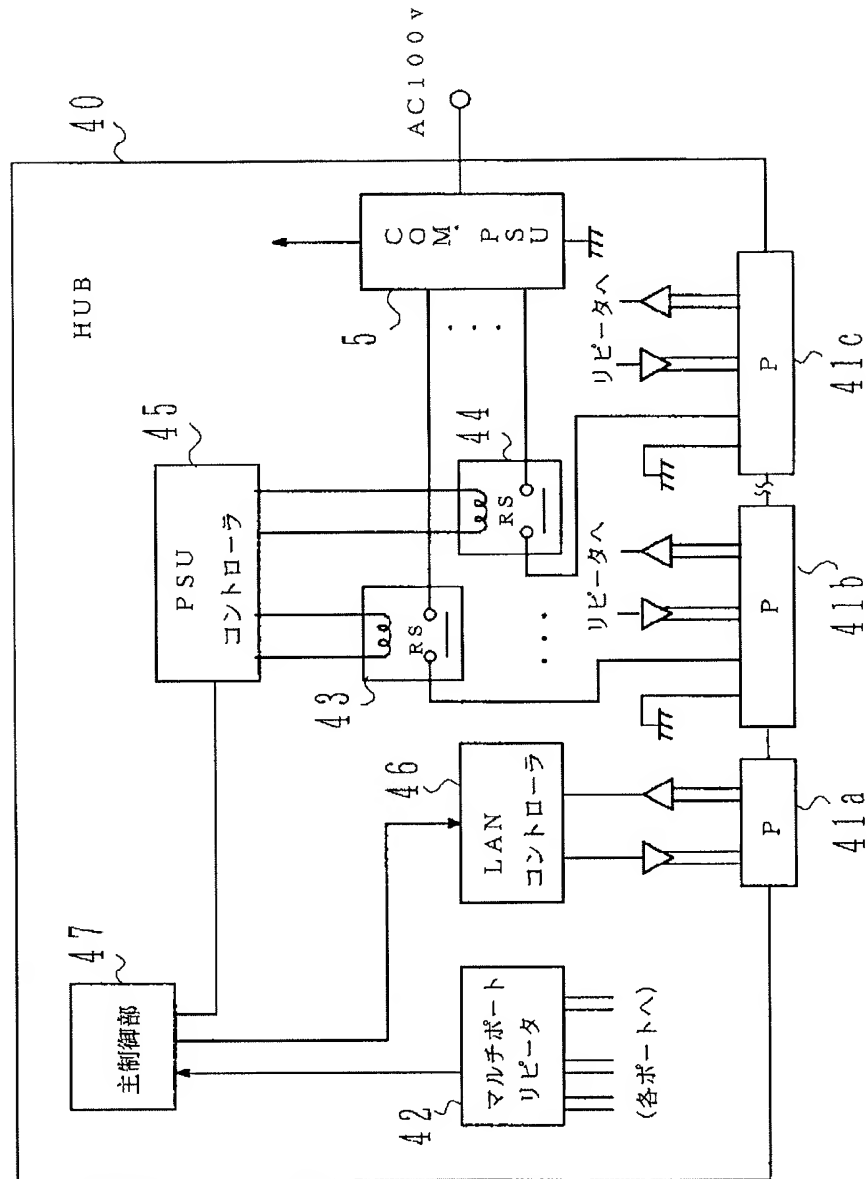 40
HUB
AC100v
47
主制御部
45
PSU
コントローラ
5
COM.
PSU
43
RS
44
RS
46
LAN
コントローラ
42
マルチポート
リピータ
(各ポートへ)
リピータへ
リピータへ
P
41a
P
41b
P
41c